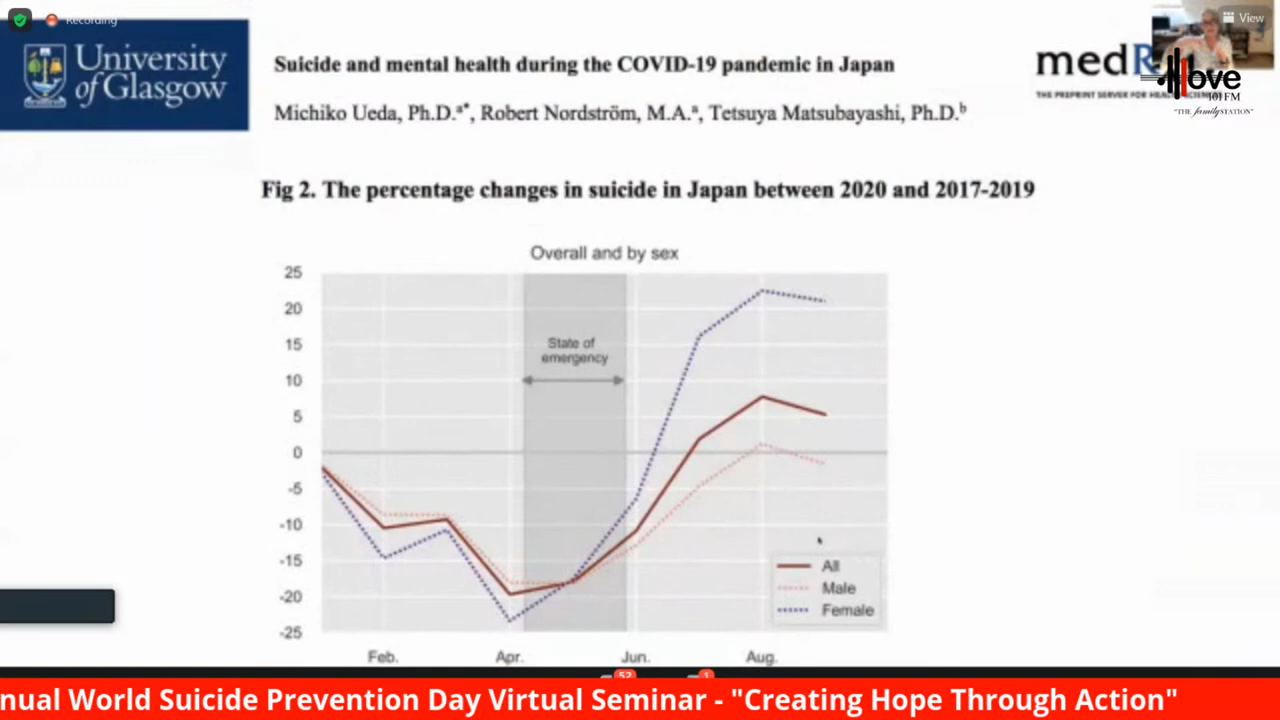 Recording
View
University
of Glasgow
Suicide and mental health during the COVID-19 pandemic in Japan
Michiko Ueda, Ph.D.a*, Robert Nordström, M.A.a, Tetsuya Matsubayashi, Ph.D.b
medR
THE PREPRINT SERVER FOR HEALTH
love
101 FM
"THE family STATION"
Fig 2. The percentage changes in suicide in Japan between 2020 and 2017-2019
Overall and by sex
25
20
15
10
5
0
-5
-10
-15
-20
-25
State of
emergency
All
Male
Female
Feb. Apr. Jun. Aug.
52 1
nual World Suicide Prevention Day Virtual Seminar - "Creating Hope Through Action"